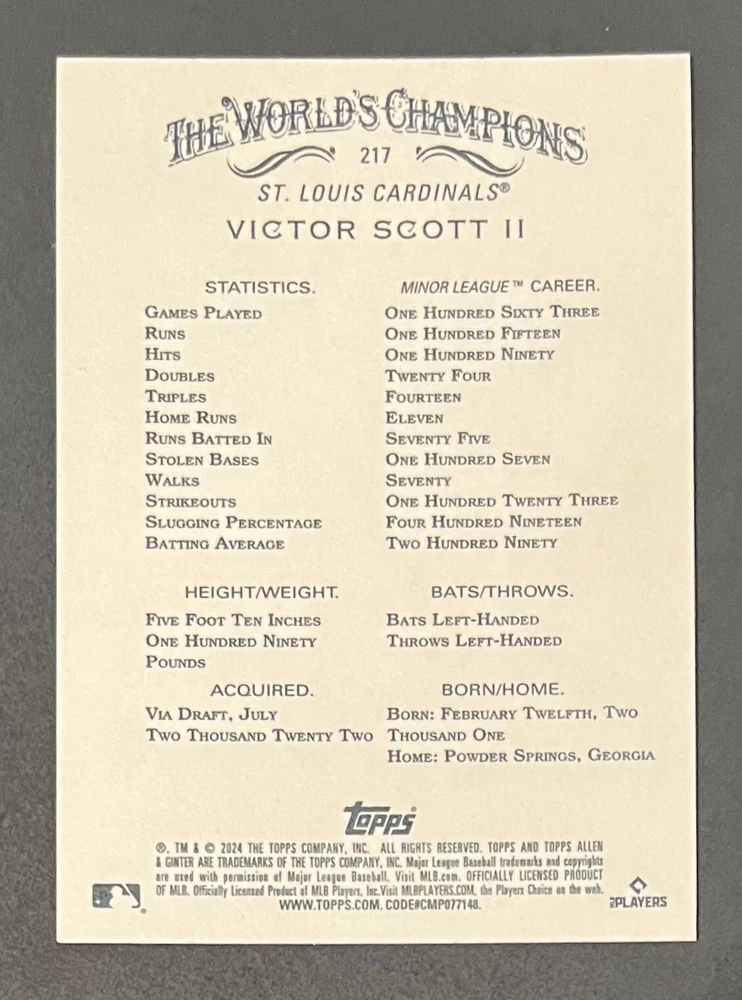 THE WORLD'S CHAMPIONS
217
ST. LOUIS CARDINALS®
VICTOR SCOTT II
STATISTICS. MINOR LEAGUE™ CAREER.
GAMES PLAYED ONE HUNDRED SIXTY THREE
RUNS ONE HUNDRED FIFTEEN
HITS ONE HUNDRED NINETY
DOUBLES TWENTY FOUR
TRIPLES FOURTEEN
HOME RUNS ELEVEN
RUNS BATTED IN SEVENTY FIVE
STOLEN BASES ONE HUNDRED SEVEN
WALKS SEVENTY
STRIKEOUTS ONE HUNDRED TWENTY THREE
SLUGGING PERCENTAGE FOUR HUNDRED NINETEEN
BATTING AVERAGE TWO HUNDRED NINETY
HEIGHT/WEIGHT.
FIVE FOOT TEN INCHES
ONE HUNDRED NINETY
POUNDS
BATS/THROWS.
BATS LEFT-HANDED
THROWS LEFT-HANDED
ACQUIRED.
VIA DRAFT, JULY
TWO THOUSAND TWENTY TWO
BORN/HOME.
BORN: FEBRUARY TWELFTH, TWO
THOUSAND ONE
HOME: POWDER SPRINGS, GEORGIA
Topps
®, TM & © 2024 THE TOPPS COMPANY, INC. ALL RIGHTS RESERVED. TOPPS AND TOPPS ALLEN
& GINTER ARE TRADEMARKS OF THE TOPPS COMPANY, INC. Major League Baseball trademarks and copyrights
are used with permission of Major League Baseball. Visit MLB.com. OFFICIALLY LICENSED PRODUCT
OF MLB. Officially Licensed Product of MLB Players, Inc. Visit MLBPLAYERS.COM, the Players Choice on the web.
WWW.TOPPS.COM. CODE#CMP077148.
PLAYERS